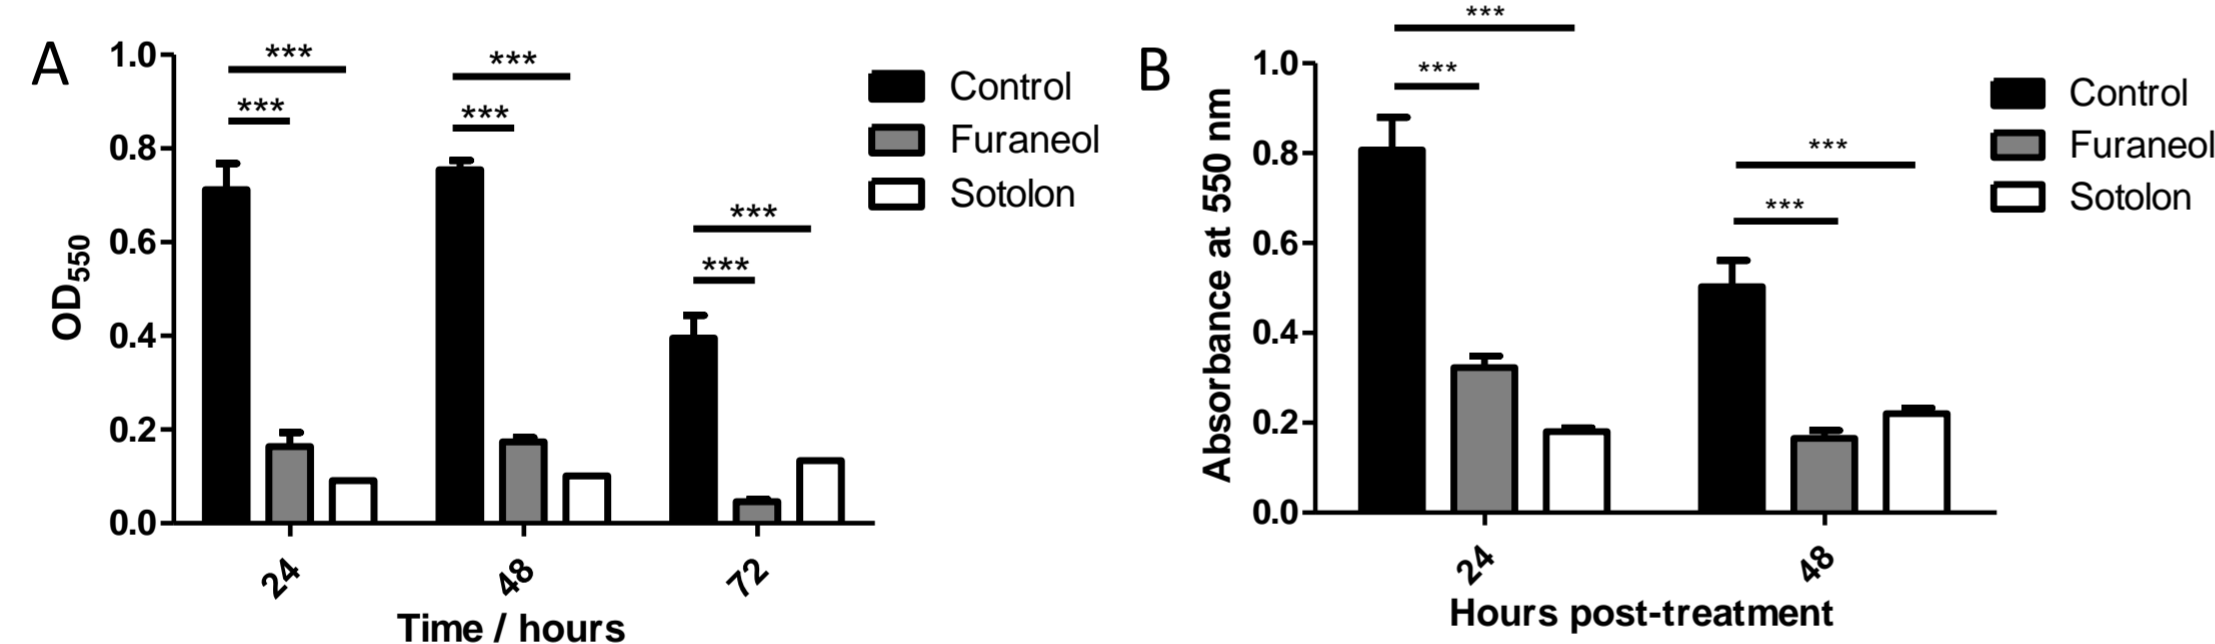 A
1.0
0.8
0.6
0.4
0.2
0.0
OD550
***
***
***
***
***
***
24
48
72
Time / hours
Control
Furaneol
Sotolon
B
1.0
0.8
0.6
0.4
0.2
0.0
Absorbance at 550 nm
***
***
***
***
24
48
Hours post-treatment
Control
Furaneol
Sotolon